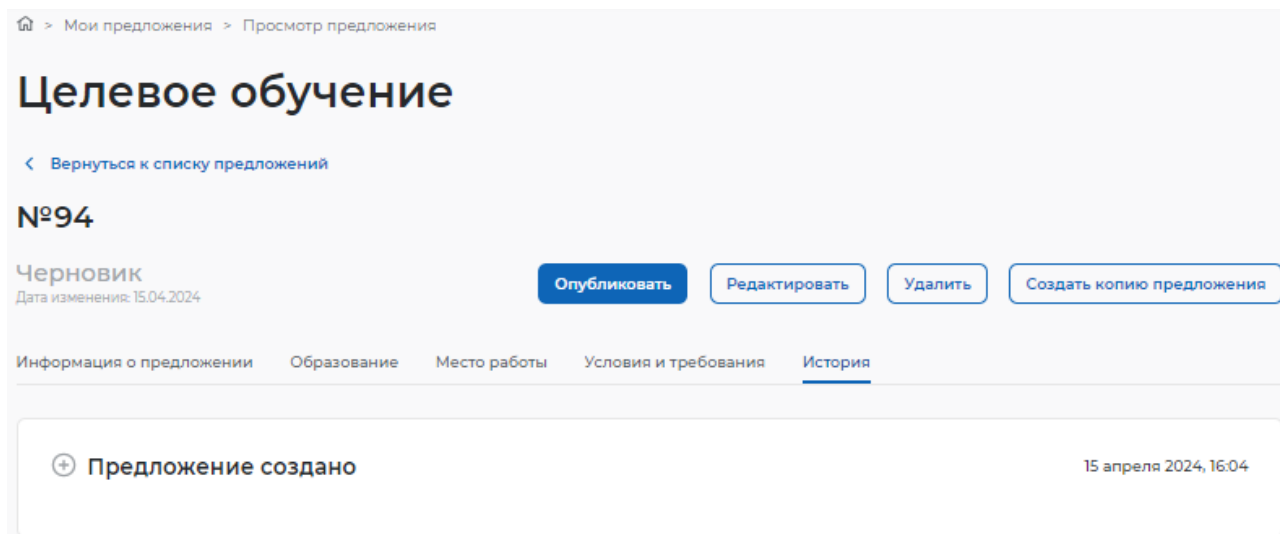 > Мои предложения > Просмотр предложения
Целевое обучение
< Вернуться к списку предложений
№94
Черновик
Дата изменения: 15.04.2024
Опубликовать Редактировать Удалить Создать копию предложения
Информация о предложении Образование Место работы Условия и требования История
Предложение создано 15 апреля 2024, 16:04